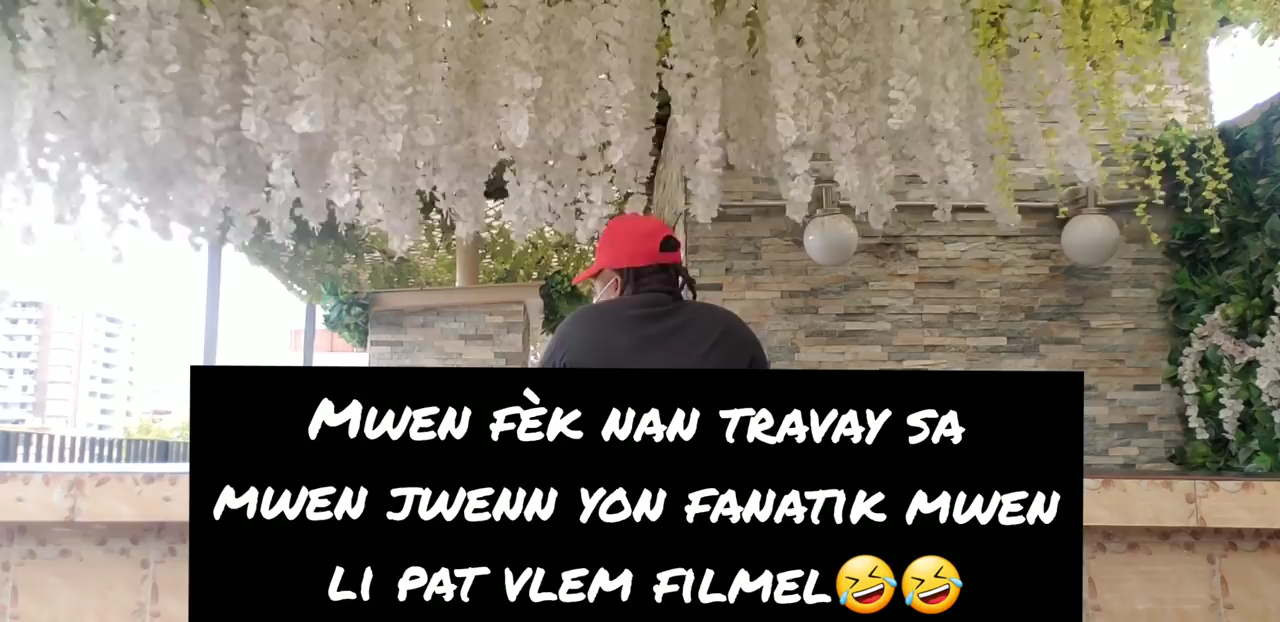 Mwen fèk nan travay sa
mwen jwenn yon fanatik mwen
li pat vlem filmel🤣🤣